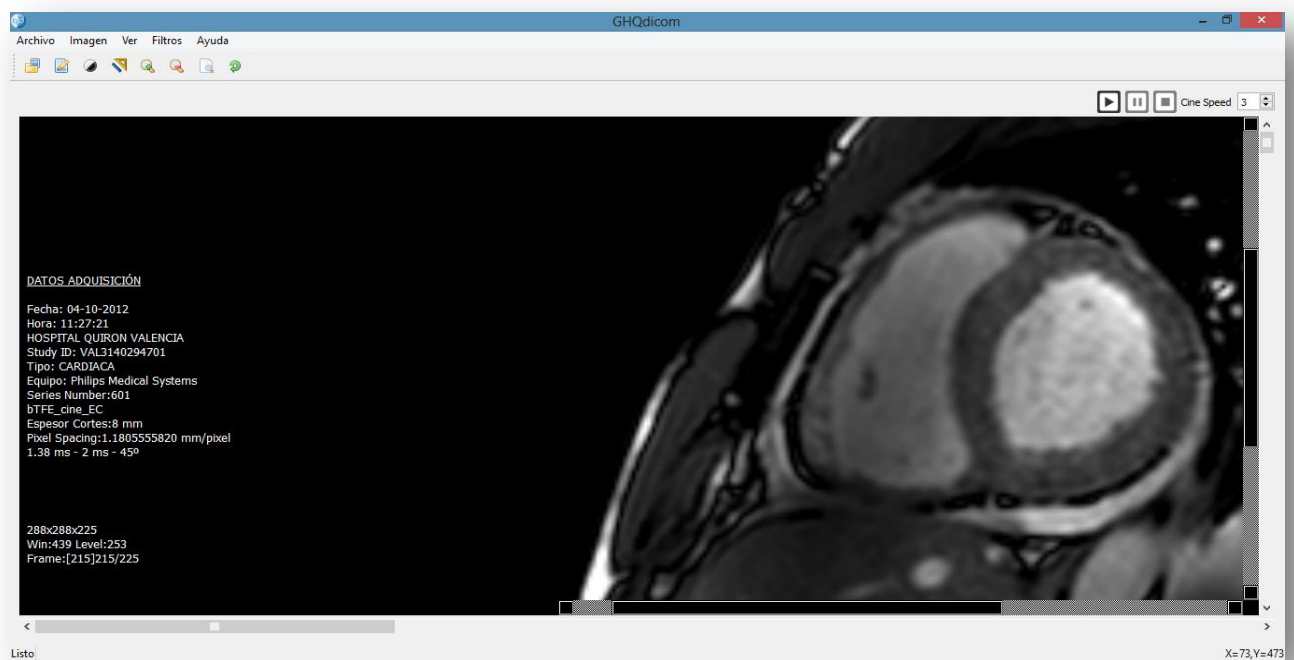 GHQdicom
Archivo Imagen Ver Filtros Ayuda
Cine Speed 3
DATOS ADQUISICIÓN
Fecha: 04-10-2012
Hora: 11:27:21
HOSPITAL QUIRON VALENCIA
Study ID: VAL3140294701
Tipo: CARDIACA
Equipo: Philips Medical Systems
Series Number:601
bTFE_cine_EC
Espesor Cortes:8 mm
Pixel Spacing:1.1805555820 mm/pixel
1.38 ms - 2 ms - 45º
288x288x225
Win:439 Level:253
Frame:[215]215/225
Listo
X=73,Y=473